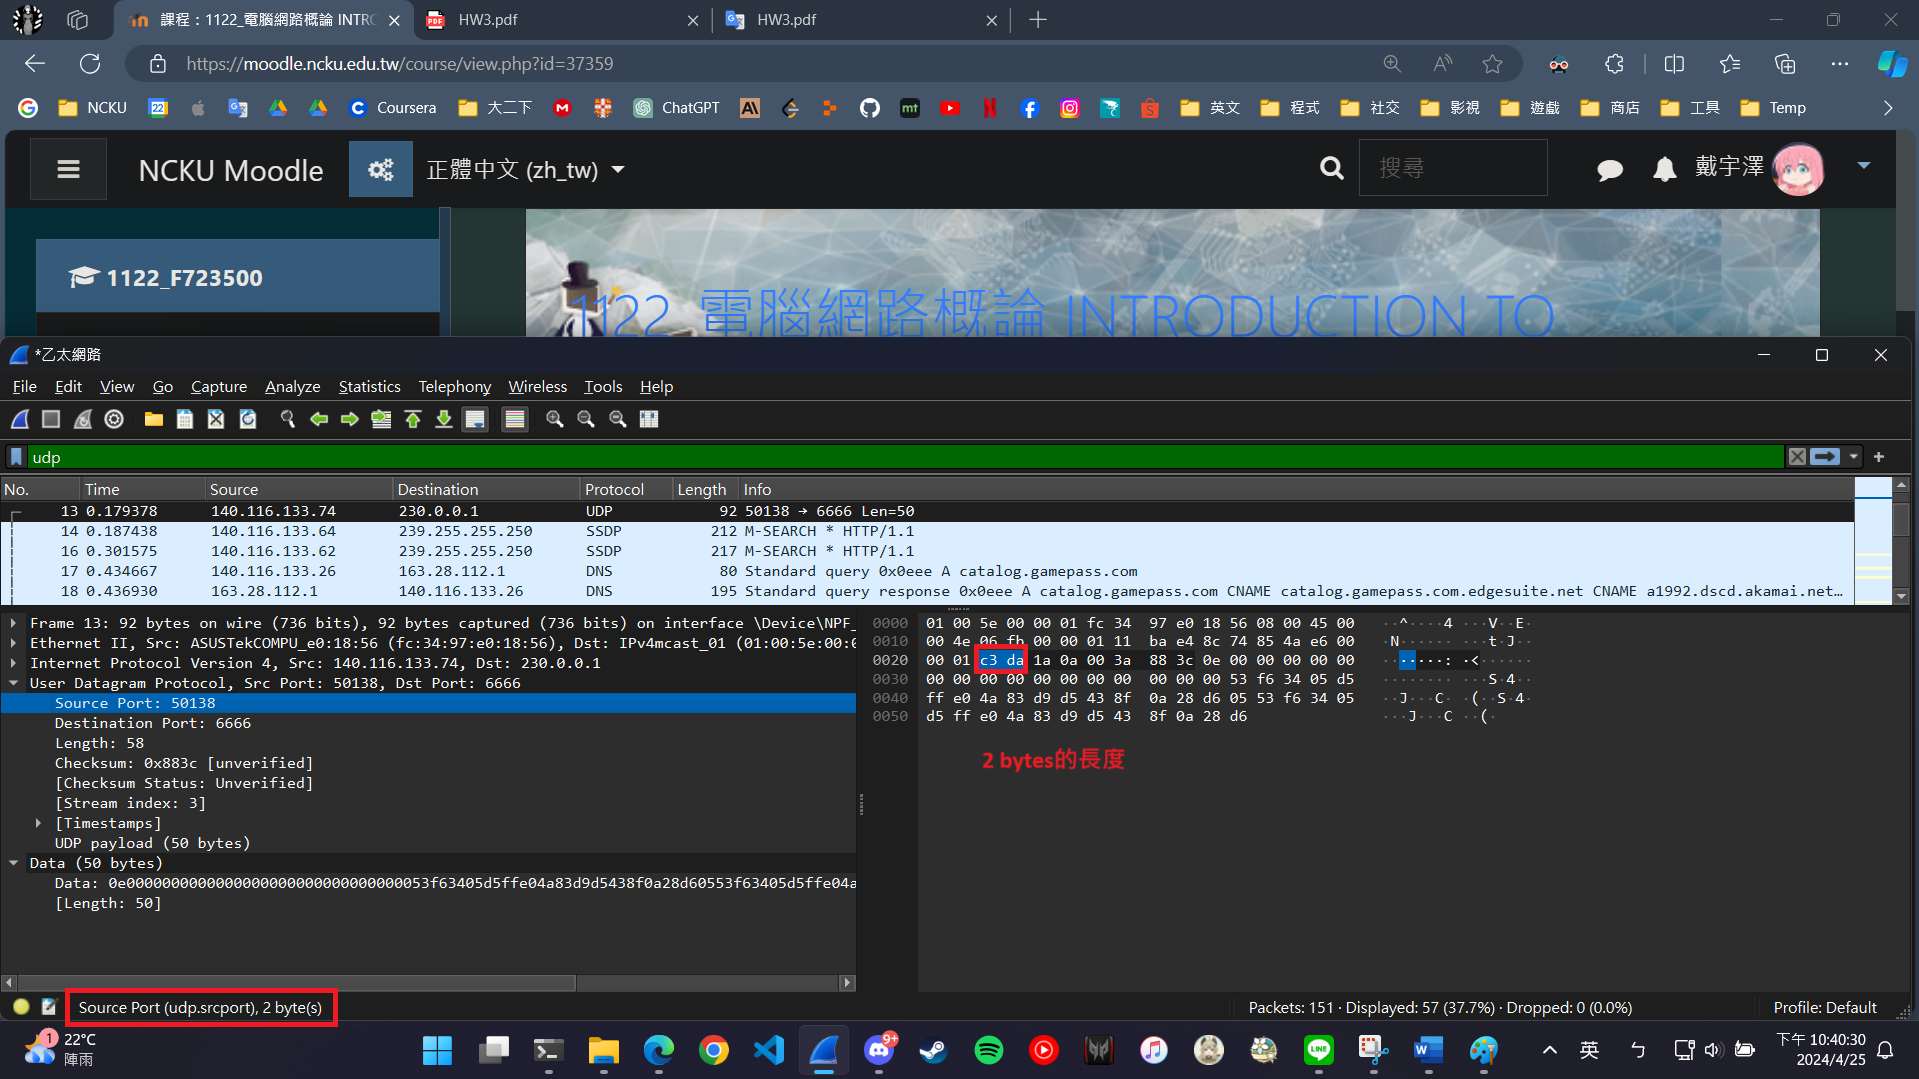 課程：1122_電腦網路概論 INTRO
HW3.pdf
HW3.pdf
https://moodle.ncku.edu.tw/course/view.php?id=37359
NCKU
Coursera
大二下
ChatGPT
英文
程式
社交
影視
遊戲
商店
工具
Temp
NCKU Moodle
正體中文 (zh_tw)
搜尋
戴宇澤
1122_F723500
1122_電腦網路概論 INTRODUCTION TO
*乙太網路
File Edit View Go Capture Analyze Statistics Telephony Wireless Tools Help
udp
No. Time Source Destination Protocol Length Info
13 0.179378 140.116.133.74 230.0.0.1 UDP 92 50138 → 6666 Len=50
14 0.187438 140.116.133.64 239.255.255.250 SSDP 212 M-SEARCH * HTTP/1.1
16 0.301575 140.116.133.62 239.255.255.250 SSDP 217 M-SEARCH * HTTP/1.1
17 0.434667 140.116.133.26 163.28.112.1 DNS 80 Standard query 0x0eee A catalog.gamepass.com
18 0.436930 163.28.112.1 140.116.133.26 DNS 195 Standard query response 0x0eee A catalog.gamepass.com CNAME catalog.gamepass.com.edgesuite.net CNAME a1992.dscd.akamai.net…
Frame 13: 92 bytes on wire (736 bits), 92 bytes captured (736 bits) on interface \Device\NPF_
Ethernet II, Src: ASUSTekCOMPU_e0:18:56 (fc:34:97:e0:18:56), Dst: IPv4mcast_01 (01:00:5e:00:0
Internet Protocol Version 4, Src: 140.116.133.74, Dst: 230.0.0.1
User Datagram Protocol, Src Port: 50138, Dst Port: 6666
Source Port: 50138
Destination Port: 6666
Length: 58
Checksum: 0x883c [unverified]
[Checksum Status: Unverified]
[Stream index: 3]
[Timestamps]
UDP payload (50 bytes)
Data (50 bytes)
Data: 0e00000000000000000000000000000053f63405d5ffe04a83d9d5438f0a28d60553f63405d5ffe04a
[Length: 50]
0000 01 00 5e 00 00 01 fc 34 97 e0 18 56 08 00 45 00 ··^····4 ···V··E·
0010 00 4e 06 fb 00 00 01 11 ba e4 8c 74 85 4a e6 00 ·N······ ···t·J··
0020 00 01 c3 da 1a 0a 00 3a 88 3c 0e 00 00 00 00 00 ·······: ·<······
0030 00 00 00 00 00 00 00 00 00 00 00 53 f6 34 05 d5 ········ ···S·4··
0040 ff e0 4a 83 d9 d5 43 8f 0a 28 d6 05 53 f6 34 05 ··J···C· ·(··S·4·
0050 d5 ff e0 4a 83 d9 d5 43 8f 0a 28 d6 ···J···C ··(·
2 bytes的長度
Source Port (udp.srcport), 2 byte(s)
Packets: 151 · Displayed: 57 (37.7%) · Dropped: 0 (0.0%)
Profile: Default
1
22°C
陣雨
9+
LINE
英
ㄅ
下午 10:40:30
2024/4/25